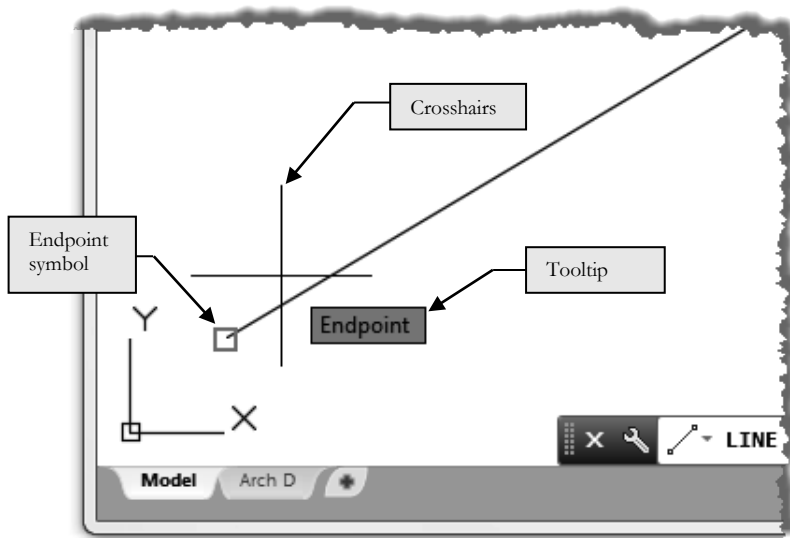 Crosshairs
Endpoint
symbol
Tooltip
Endpoint
Y
X
LINE
Model
Arch D